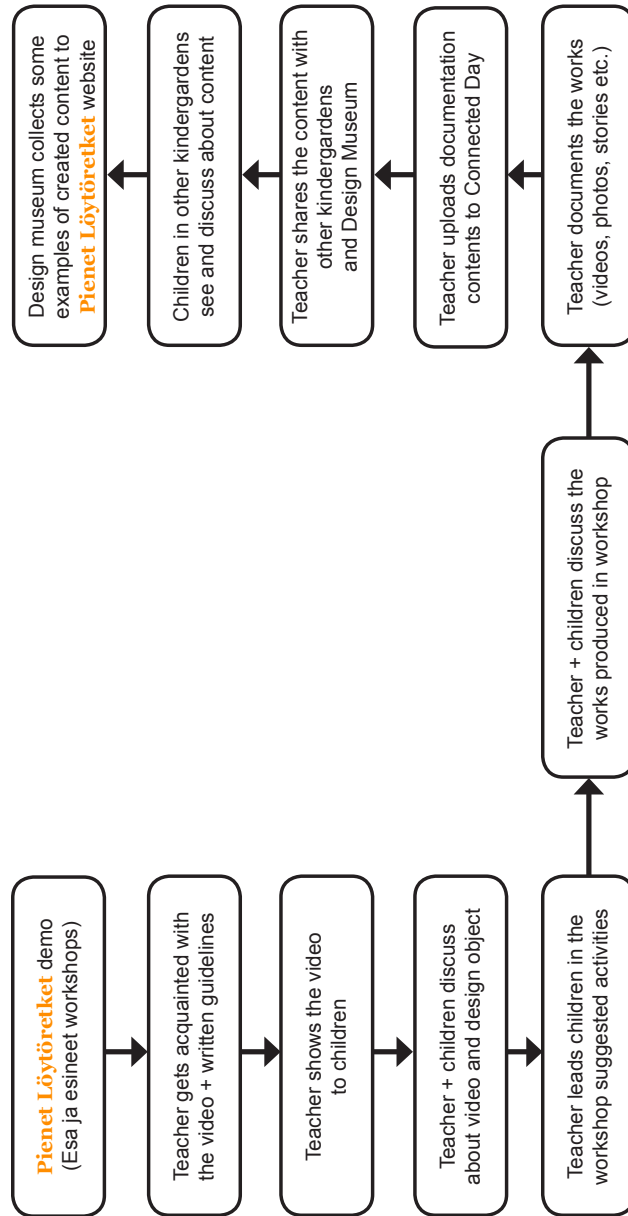 Pienet Löytöretket demo
(Esa ja esineet workshops)
Teacher gets acquainted with
the video + written guidelines
Teacher shows the video
to children
Teacher + children discuss
about video and design object
Teacher leads children in the
workshop suggested activities
Teacher + children discuss the
works produced in workshop
Teacher documents the works
(videos, photos, stories etc.)
Teacher uploads documentation
contents to Connected Day
Teacher shares the content with
other kindergardens
and Design Museum
Children in other kindergardens
see and discuss about content
Design museum collects some
examples of created content to
Pienet Löytöretket website